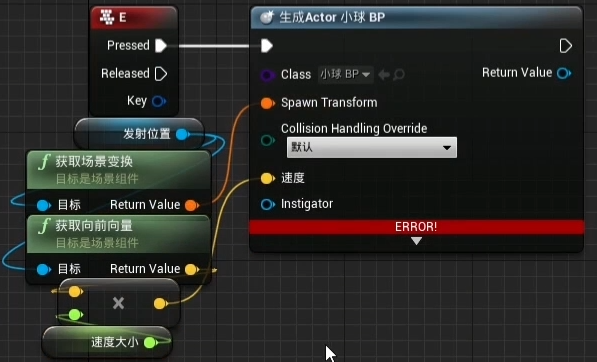 E
生成Actor 小球 BP
Pressed
Released
Key
Class 小球 BP
Return Value
Spawn Transform
Collision Handling Override
默认
速度
Instigator
ERROR!
发射位置
f 获取场景变换
目标是场景组件
目标 Return Value
f 获取向前向量
目标是场景组件
目标 Return Value
×
速度大小